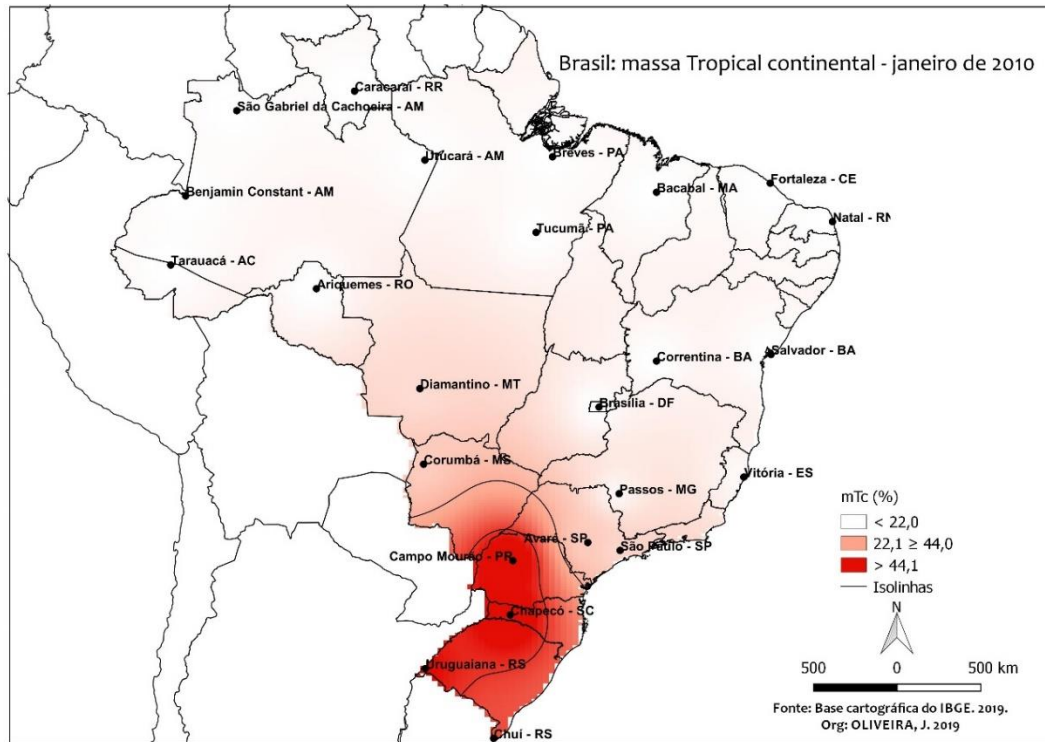 Brasil: massa Tropical continental - janeiro de 2010
Caracaraí - RR
São Gabriel da Cachoeira - AM
Urucará - AM
Breves - PA
Fortaleza - CE
Benjamin Constant - AM
Bacabal - MA
Natal - RN
Tucumã - PA
Tarauacá - AC
Ariquemes - RO
Salvador - BA
Correntina - BA
Diamantino - MT
Brasília - DF
Corumbá - MS
Vitória - ES
Passos - MG
mTc (%)
< 22,0
22,1 ≥ 44,0
> 44,1
Isolinhas
Avaré - SP
São Paulo - SP
Campo Mourão - PR
Chapecó - SC
N
Uruguaiana - RS
500 0 500 km
Fonte: Base cartográfica do IBGE. 2019.
Org: OLIVEIRA, J. 2019
Chuí - RS